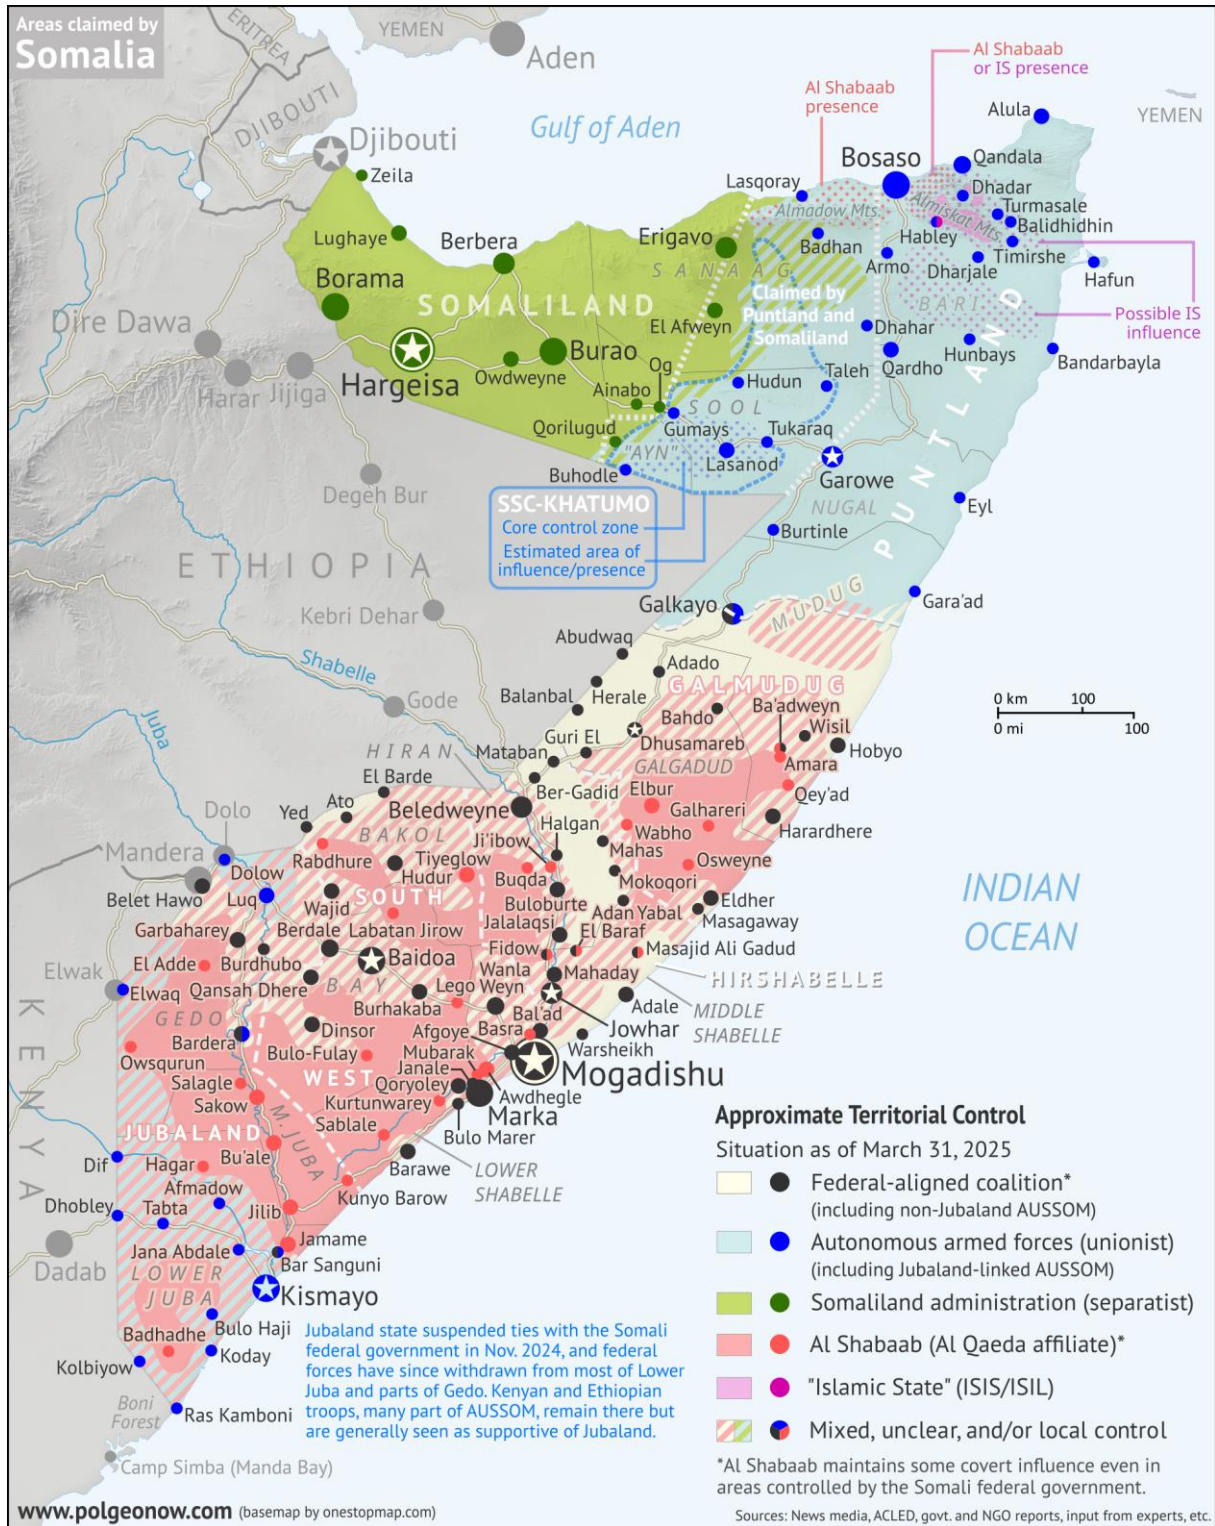 Areas claimed by
Somalia
YEMEN
Aden
ERITREA
DJIBOUTI
Djibouti
Gulf of Aden
Al Shabaab
or IS presence
Al Shabaab
presence
Alula
YEMEN
Zeila
Bosaso
Qandala
Lasqoray
Dhadar
Almadow Mts.
Almiskat Mts.
Turmasale
Balidhidhin
Lughaye
Berbera
Erigavo
Badhan
Habley
Timirshe
Armo
Dharjale
Hafun
SANAAG
Borama
SOMALILAND
Claimed by
Puntland and
Somaliland
BARI
Possible IS
influence
Dire Dawa
El Afweyn
Dhahar
Hunbays
Bandarbayla
Burao
Og
Hargeisa
Owdweyne
Ainabo
Hudun
Taleh
Qardho
Harar
Jijiga
SOOL
PUNTLAND
Qorilugud
Gumays
Tukaraq
"AYN"
Lasanod
Buhodle
Garowe
Degeh Bur
SSC-KHATUMO
Core control zone
Estimated area of
influence/presence
NUGAL
Eyl
Burtinle
ETHIOPIA
Galkayo
MUDUG
Gara'ad
Kebri Dehar
Abudwaq
Shabelle
Adado
Balanbal
Herale
GALMUDUG
0 km
100
0 mi
100
Gode
Juba
Bahdo
Ba'adweyn
Wisil
HIRAN
Mataban
Guri El
Dhusamareb
Hobyo
GALGADUD
Amara
El Barde
Ber-Gadid
Elbur
Qey'ad
Dolo
Yed
Ato
Beledweyne
Galhareri
Halgan
Harardhere
BAKOL
Mandera
Rabdhure
Tiyeglow
Ji'ibow
Wabho
Mahas
Dolow
Hudur
Buqda
Osweyne
Mokoqori
Belet Hawo
Luq
Wajid
SOUTH
Buloburte
Eldher
INDIAN
OCEAN
Garbaharey
Berdale
Labatan Jirow
Jalalaqsi
Adan Yabal
Masagaway
El Baraf
El Adde
Burdhubo
Baidoa
Fidow
Masajid Ali Gadud
Elwak
Wanla
Weyn
Mahaday
HIRSHABELLE
Elwaq
Qansah Dhere
BAY
Lego
Burhakaba
Adale
MIDDLE
SHABELLE
GEDO
Dinsor
Afgoye
Basra
Bal'ad
Jowhar
KENYA
Bardera
Bulo-Fulay
Mubarak
Warsheikh
Owsqurun
Janale
Mogadishu
Salagle
WEST
Qoryoley
Awdhegle
Sakow
Kurtunwarey
Marka
Sablale
Bulo Marer
JUBALAND
M. JUBA
Dif
Hagar
Bu'ale
Barawe
LOWER
SHABELLE
Afmadow
Kunyo Barow
Dhobley
Tabta
Jilib
Jamame
Dadab
Jana Abdale
Bar Sanguni
LOWER
JUBA
Kismayo
Bulo Haji
Badhadhe
Koday
Kolbiyow
Boni
Forest
Ras Kamboni
Camp Simba (Manda Bay)
Jubaland state suspended ties with the Somali
federal government in Nov. 2024, and federal
forces have since withdrawn from most of Lower
Juba and parts of Gedo. Kenyan and Ethiopian
troops, many part of AUSSOM, remain there but
are generally seen as supportive of Jubaland.
Approximate Territorial Control
Situation as of March 31, 2025
Federal-aligned coalition*
(including non-Jubaland AUSSOM)
Autonomous armed forces (unionist)
(including Jubaland-linked AUSSOM)
Somaliland administration (separatist)
Al Shabaab (Al Qaeda affiliate)*
"Islamic State" (ISIS/ISIL)
Mixed, unclear, and/or local control
*Al Shabaab maintains some covert influence even in
areas controlled by the Somali federal government.
www.polgeonow.com (basemap by onestopmap.com)
Sources: News media, ACLED, govt. and NGO reports, input from experts, etc.